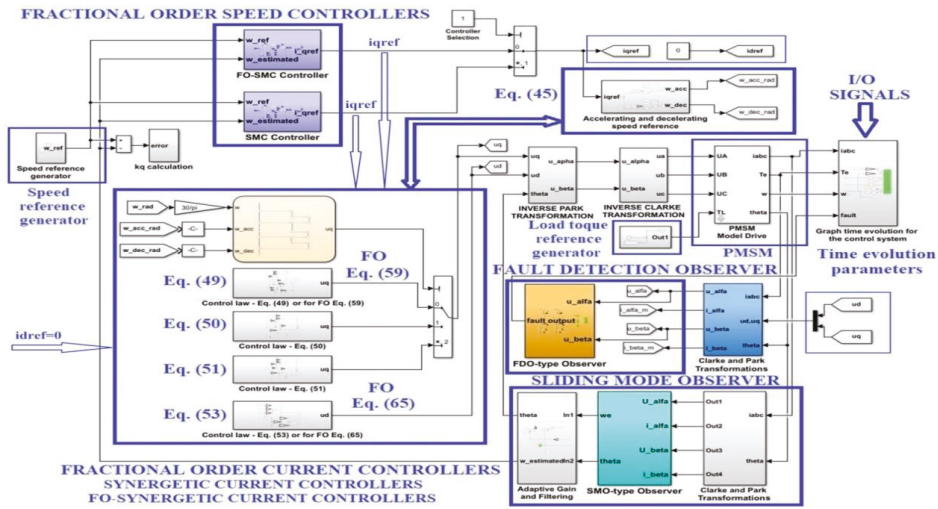 FRACTIONAL ORDER SPEED CONTROLLERS
1
Controller
Selection
w_ref
w_estimated
i_qref
FO-SMC Controller
iqref
0
*, 1
iqref
0
idref
w_ref
w_estimated
i_qref
SMC Controller
iqref
Eq. (45)
iqref
w_acc
w_dec
Accelerating and decelerating
speed reference
w_acc_rad
w_dec_rad
I/O
SIGNALS
w_ref
Speed reference
generator
+
-
error
kq calculation
Speed
reference
generator
uq
ud
uq
ud
theta
u_apha
u_beta
INVERSE PARK
TRANSFORMATION
u_alpha
u_beta
ua
ub
uc
INVERSE CLARKE
TRANSFORMATION
UA
UB
UC
TL
iabc
Te
w
theta
PMSM
Model Drive
PMSM
iabc
Te
w
fault
Graph time evolution for
the control system
Time evolution
parameters
Load toque
reference
generator
Out1
w_rad
30/pi
w_acc_rad
-C-
w_dec_rad
-C-
w
w_acc
w_dec
uq
FO
Eq. (59)
Eq. (49)
uq
Control law - Eq. (49) or for FO Eq. (59)
Eq. (50)
uq
Control law - Eq. (50)
Eq. (51)
uq
Control law - Eq. (51)
0
1
*, 2
FO
Eq. (65)
Eq. (53)
ud
Control law - Eq. (53) or for FO Eq. (65)
idref=0
FAULT DETECTION OBSERVER
fault_output
u_alfa
u_beta
FDO-type Observer
u_alfa
i_alfa_m
u_beta
i_beta_m
u_alfa
i_alfa
u_beta
i_beta
iabc
ud,uq
theta
Clarke and Park
Transformations
ud
uq
SLIDING MODE OBSERVER
theta
w_estimated
In1
In2
Adaptive Gain
and Filtering
we
theta
U_alfa
i_alfa
U_beta
i_beta
SMO-type Observer
Out1
Out2
Out3
Out4
iabc
theta
Clarke and Park
Transformations
FRACTIONAL ORDER CURRENT CONTROLLERS
SYNERGETIC CURRENT CONTROLLERS
FO-SYNERGETIC CURRENT CONTROLLERS